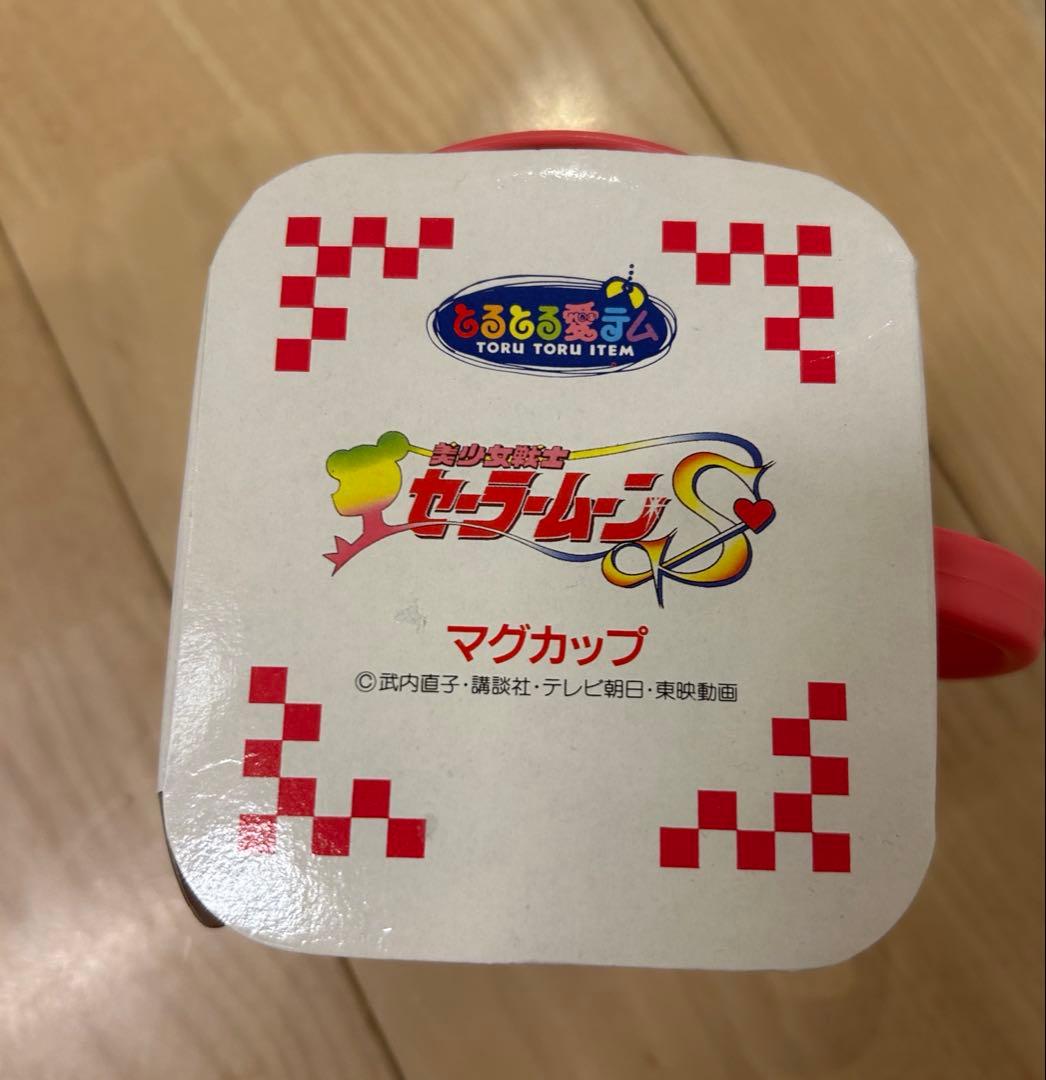 とるとる愛テム
TORU TORU ITEM
美少女戦士
セーラームーンS
マグカップ
©武内直子・講談社・テレビ朝日・東映動画